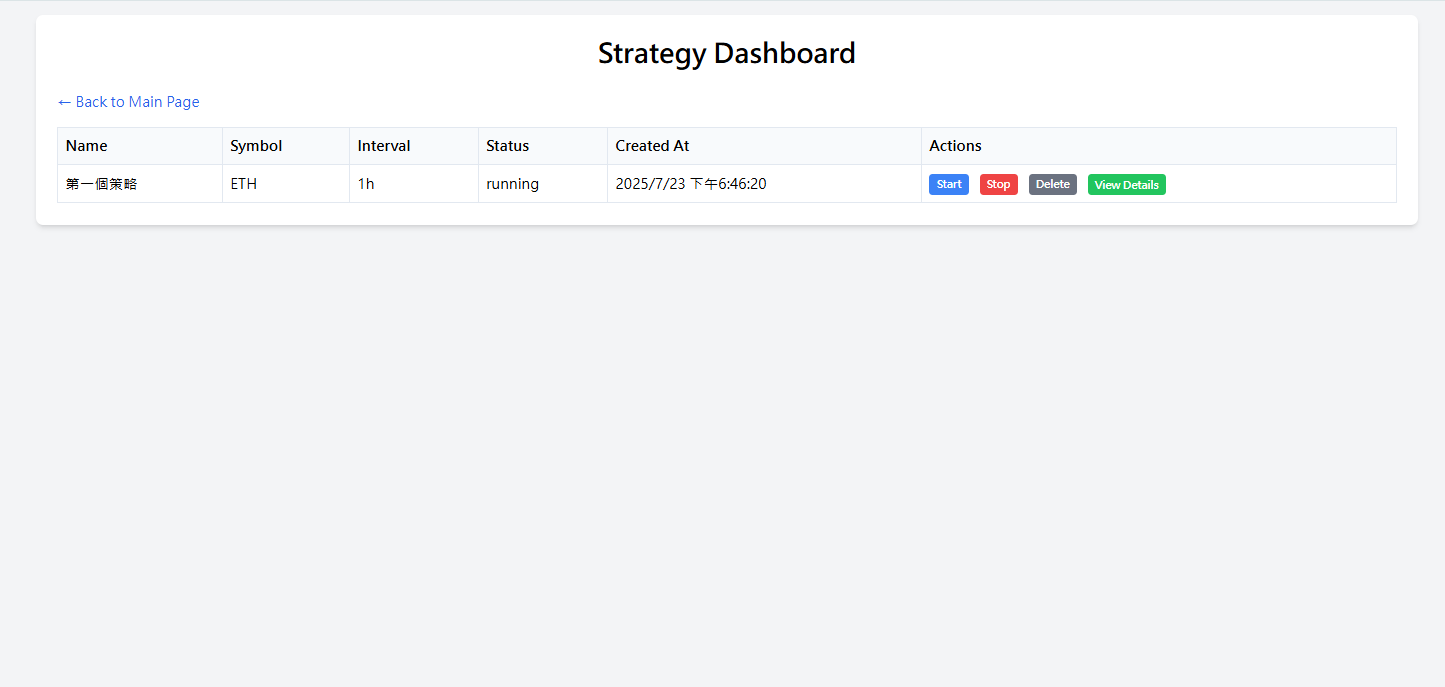 Strategy Dashboard
← Back to Main Page
Name Symbol Interval Status Created At Actions
第一個策略 ETH 1h running 2025/7/23 下午6:46:20 Start Stop Delete View Details